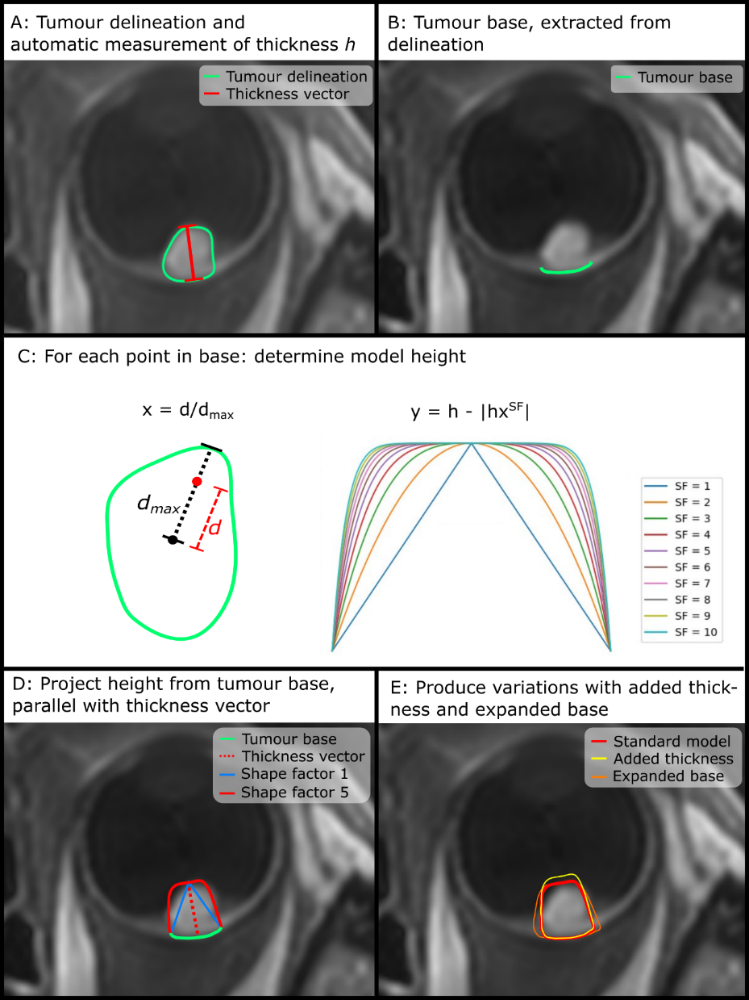 A: Tumour delineation and
automatic measurement of thickness h
Tumour delineation
Thickness vector
B: Tumour base, extracted from
delineation
Tumour base
C: For each point in base: determine model height
x = d/dmax
y = h - |hx^SF|
dmax
d
SF = 1
SF = 2
SF = 3
SF = 4
SF = 5
SF = 6
SF = 7
SF = 8
SF = 9
SF = 10
D: Project height from tumour base,
parallel with thickness vector
Tumour base
Thickness vector
Shape factor 1
Shape factor 5
E: Produce variations with added thick-
ness and expanded base
Standard model
Added thickness
Expanded base